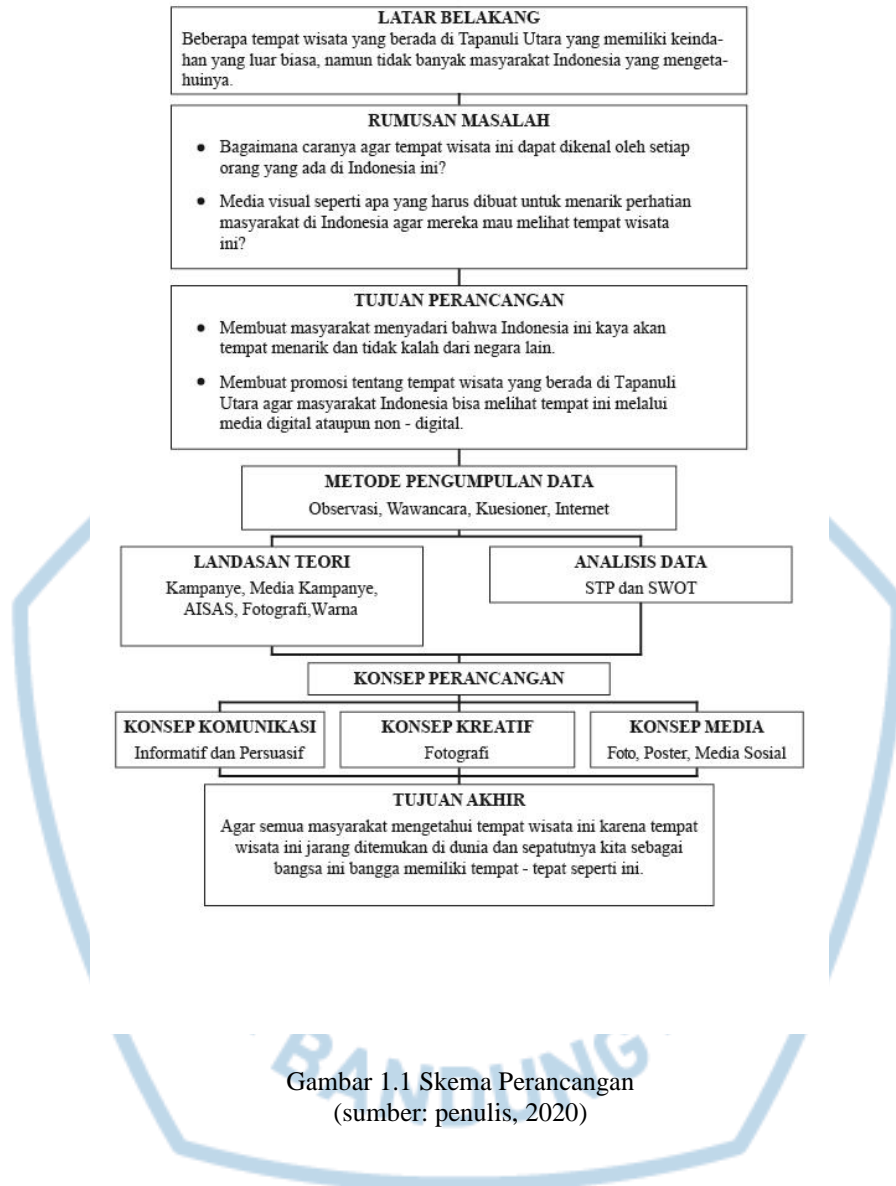 LATAR BELAKANG
Beberapa tempat wisata yang berada di Tapanuli Utara yang memiliki keinda-
han yang luar biasa, namun tidak banyak masyarakat Indonesia yang mengeta-
huinya.
RUMUSAN MASALAH
• Bagaimana caranya agar tempat wisata ini dapat dikenal oleh setiap
orang yang ada di Indonesia ini?
• Media visual seperti apa yang harus dibuat untuk menarik perhatian
masyarakat di Indonesia agar mereka mau melihat tempat wisata
ini?
TUJUAN PERANCANGAN
• Membuat masyarakat menyadari bahwa Indonesia ini kaya akan
tempat menarik dan tidak kalah dari negara lain.
• Membuat promosi tentang tempat wisata yang berada di Tapanuli
Utara agar masyarakat Indonesia bisa melihat tempat ini melalui
media digital ataupun non - digital.
METODE PENGUMPULAN DATA
Observasi, Wawancara, Kuesioner, Internet
LANDASAN TEORI
Kampanye, Media Kampanye,
AISAS, Fotografi,Warna
ANALISIS DATA
STP dan SWOT
KONSEP PERANCANGAN
KONSEP KOMUNIKASI
Informatif dan Persuasif
KONSEP KREATIF
Fotografi
KONSEP MEDIA
Foto, Poster, Media Sosial
TUJUAN AKHIR
Agar semua masyarakat mengetahui tempat wisata ini karena tempat
wisata ini jarang ditemukan di dunia dan sepatutnya kita sebagai
bangsa ini bangga memiliki tempat - tepat seperti ini.
BANDUNG
Gambar 1.1 Skema Perancangan
(sumber: penulis, 2020)